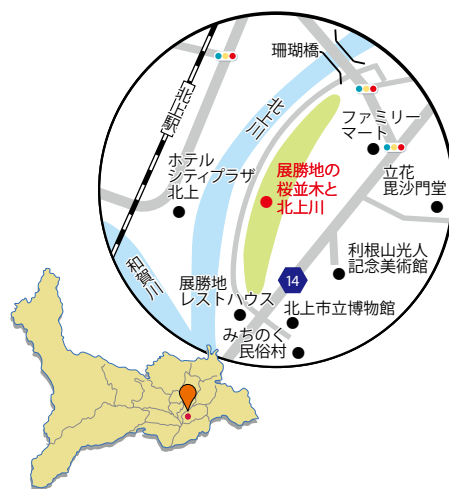 珊瑚橋
北上駅
北上川
ファミリー
マート
ホテル
シティプラザ
北上
展勝地の
桜並木と
北上川
立花
毘沙門堂
和賀川
利根山光人
記念美術館
14
展勝地
レストハウス
北上市立博物館
みちのく
民俗村